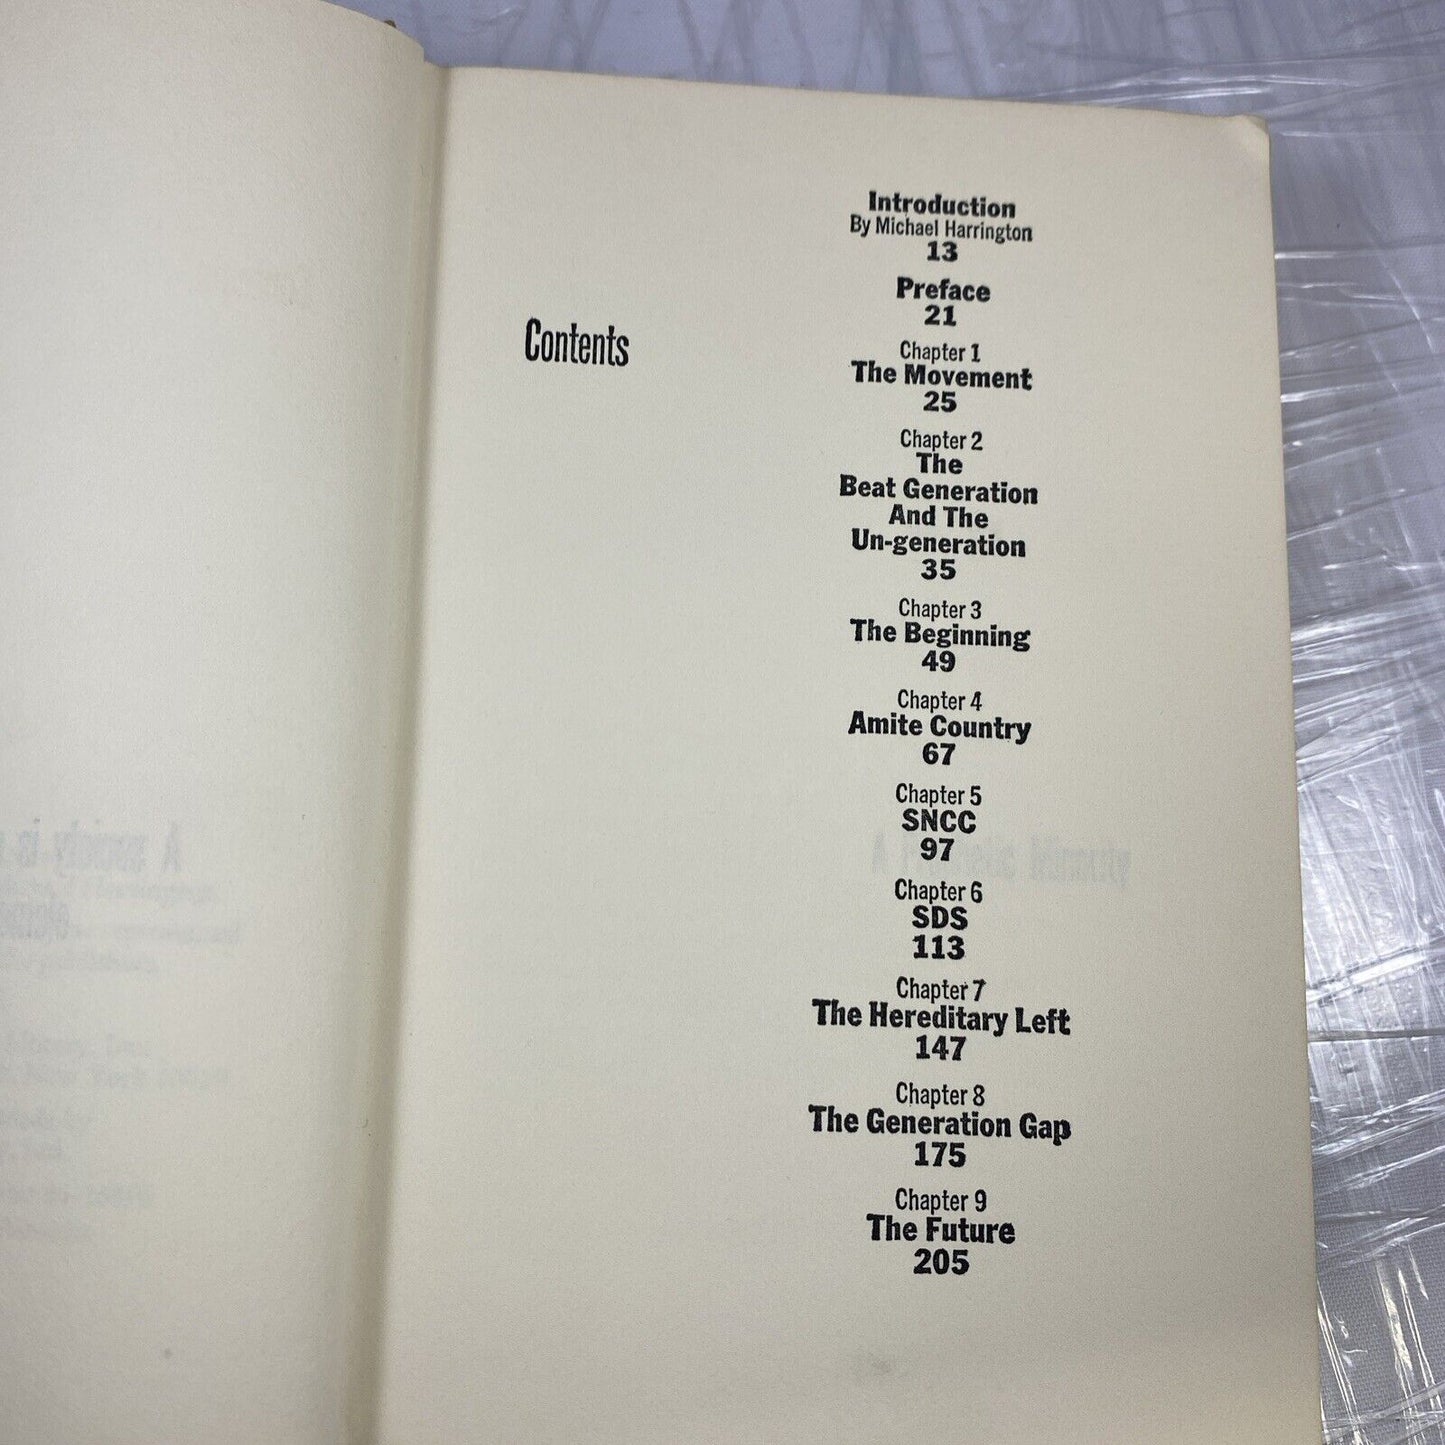 Contents
Introduction
By Michael Harrington
13
Preface
21
Chapter 1
The Movement
25
Chapter 2
The
Beat Generation
And The
Un-generation
35
Chapter 3
The Beginning
49
Chapter 4
Amite Country
67
Chapter 5
SNCC
97
Chapter 6
SDS
113
Chapter 7
The Hereditary Left
147
Chapter 8
The Generation Gap
175
Chapter 9
The Future
205